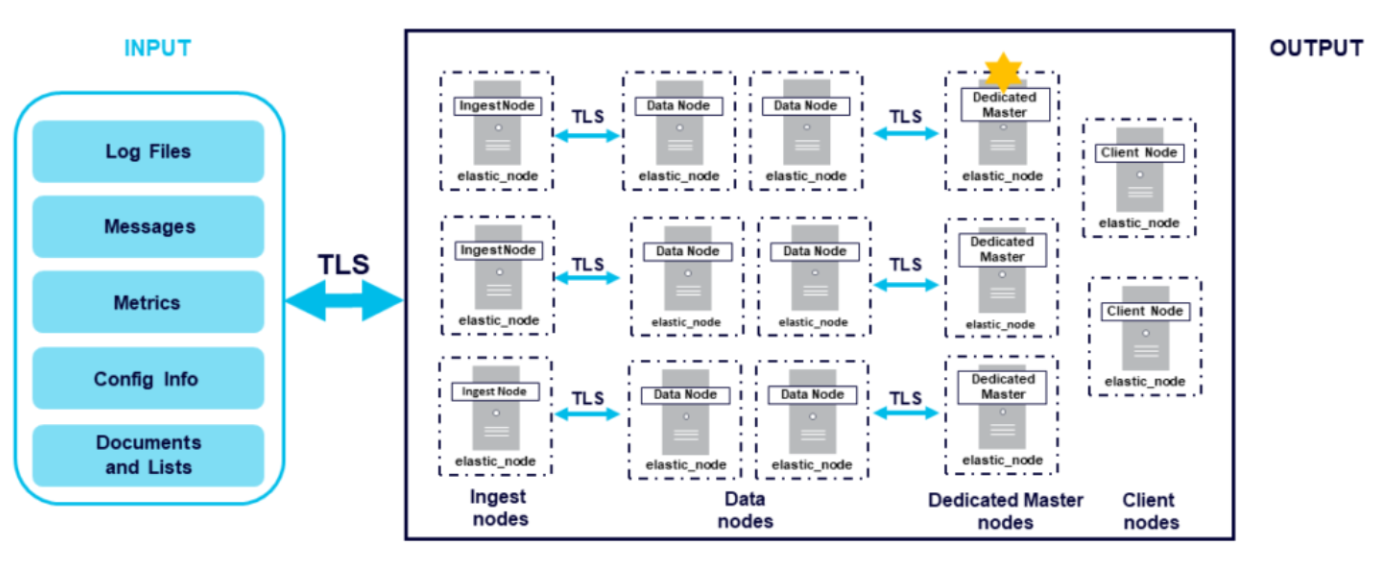 INPUT
OUTPUT
Log Files
Messages
Metrics
Config Info
Documents
and Lists
TLS
IngestNode
elastic_node
TLS
Data Node
elastic_node
Data Node
elastic_node
TLS
Dedicated
Master
elastic_node
IngestNode
elastic_node
TLS
Data Node
elastic_node
Data Node
elastic_node
TLS
Dedicated
Master
elastic_node
Ingest Node
elastic_node
TLS
Data Node
elastic_node
Data Node
elastic_node
TLS
Dedicated
Master
elastic_node
Client Node
elastic_node
Client Node
elastic_node
Ingest
nodes
Data
nodes
Dedicated Master
nodes
Client
nodes